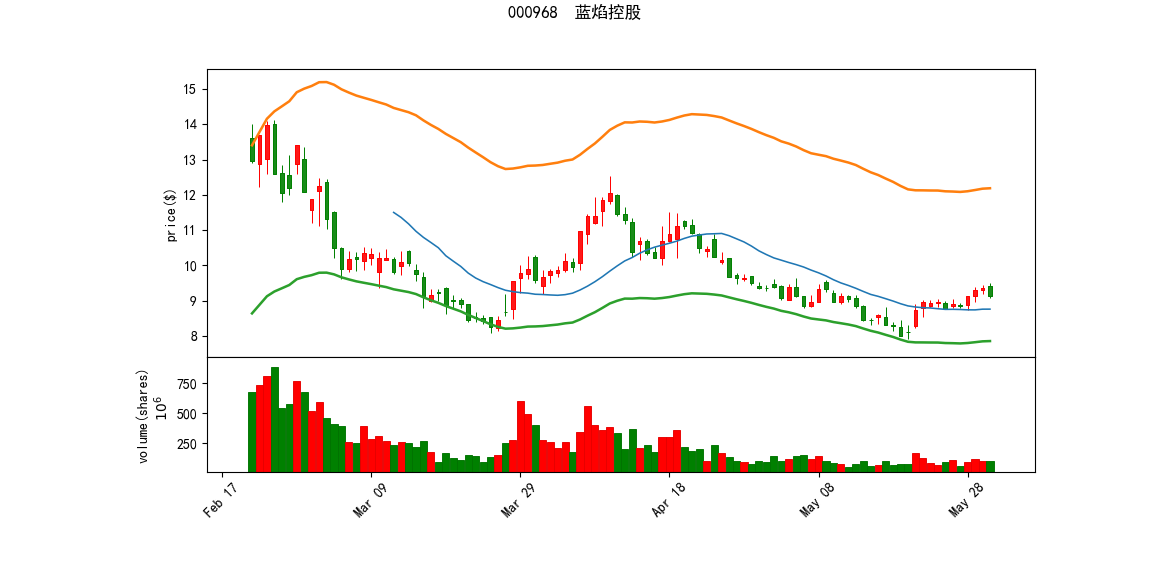 000968  蓝焰控股
15
14
13
12
11
10
9
8
price($)
750
500
250
volume(shares)
10^6
Feb 17
Mar 09
Mar 29
Apr 18
May 08
May 28